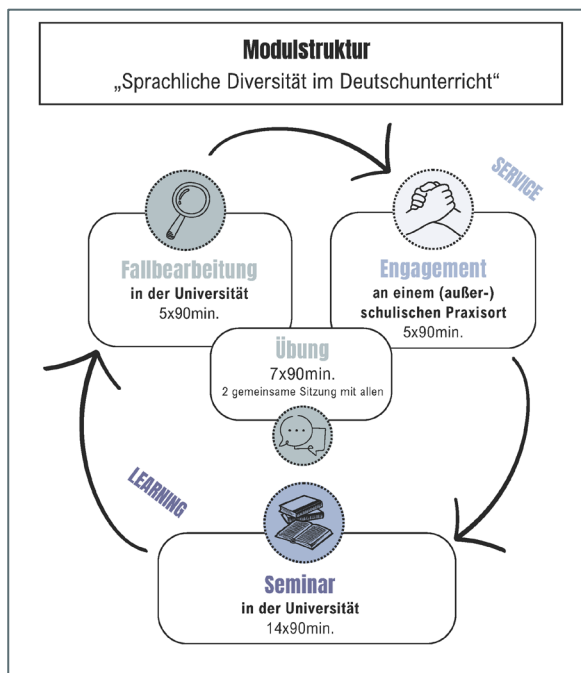 Modulstruktur
„Sprachliche Diversität im Deutschunterricht“
SERVICE
Fallbearbeitung
in der Universität
5x90min.
Engagement
an einem (außer-)
schulischen Praxisort
5x90min.
Übung
7x90min.
2 gemeinsame Sitzung mit allen
LEARNING
Seminar
in der Universität
14x90min.